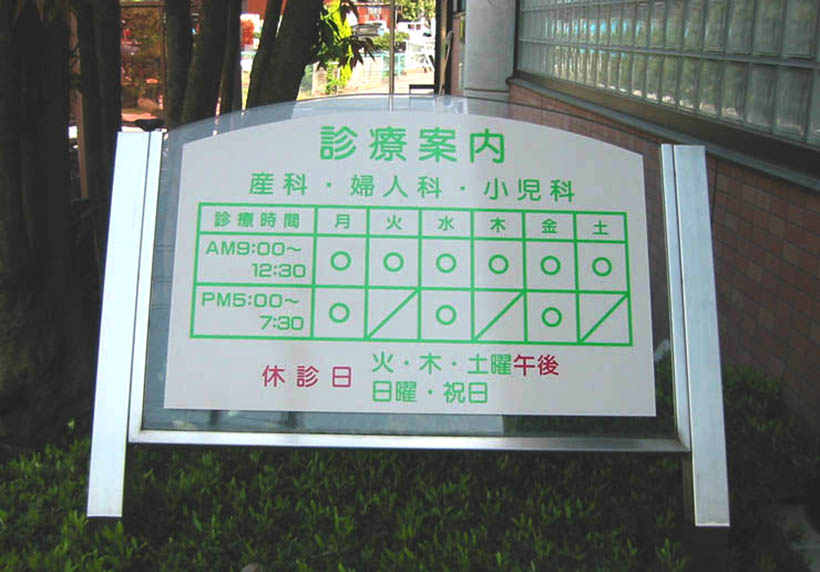 診療案内
産科・婦人科・小児科
診療時間 月 火 水 木 金 土
AM9:00〜 12:30 ○ ○ ○ ○ ○ ○
PM5:00〜 7:30 ○ ／ ○ ／ ○ ／
休診日 火・木・土曜午後
日曜・祝日